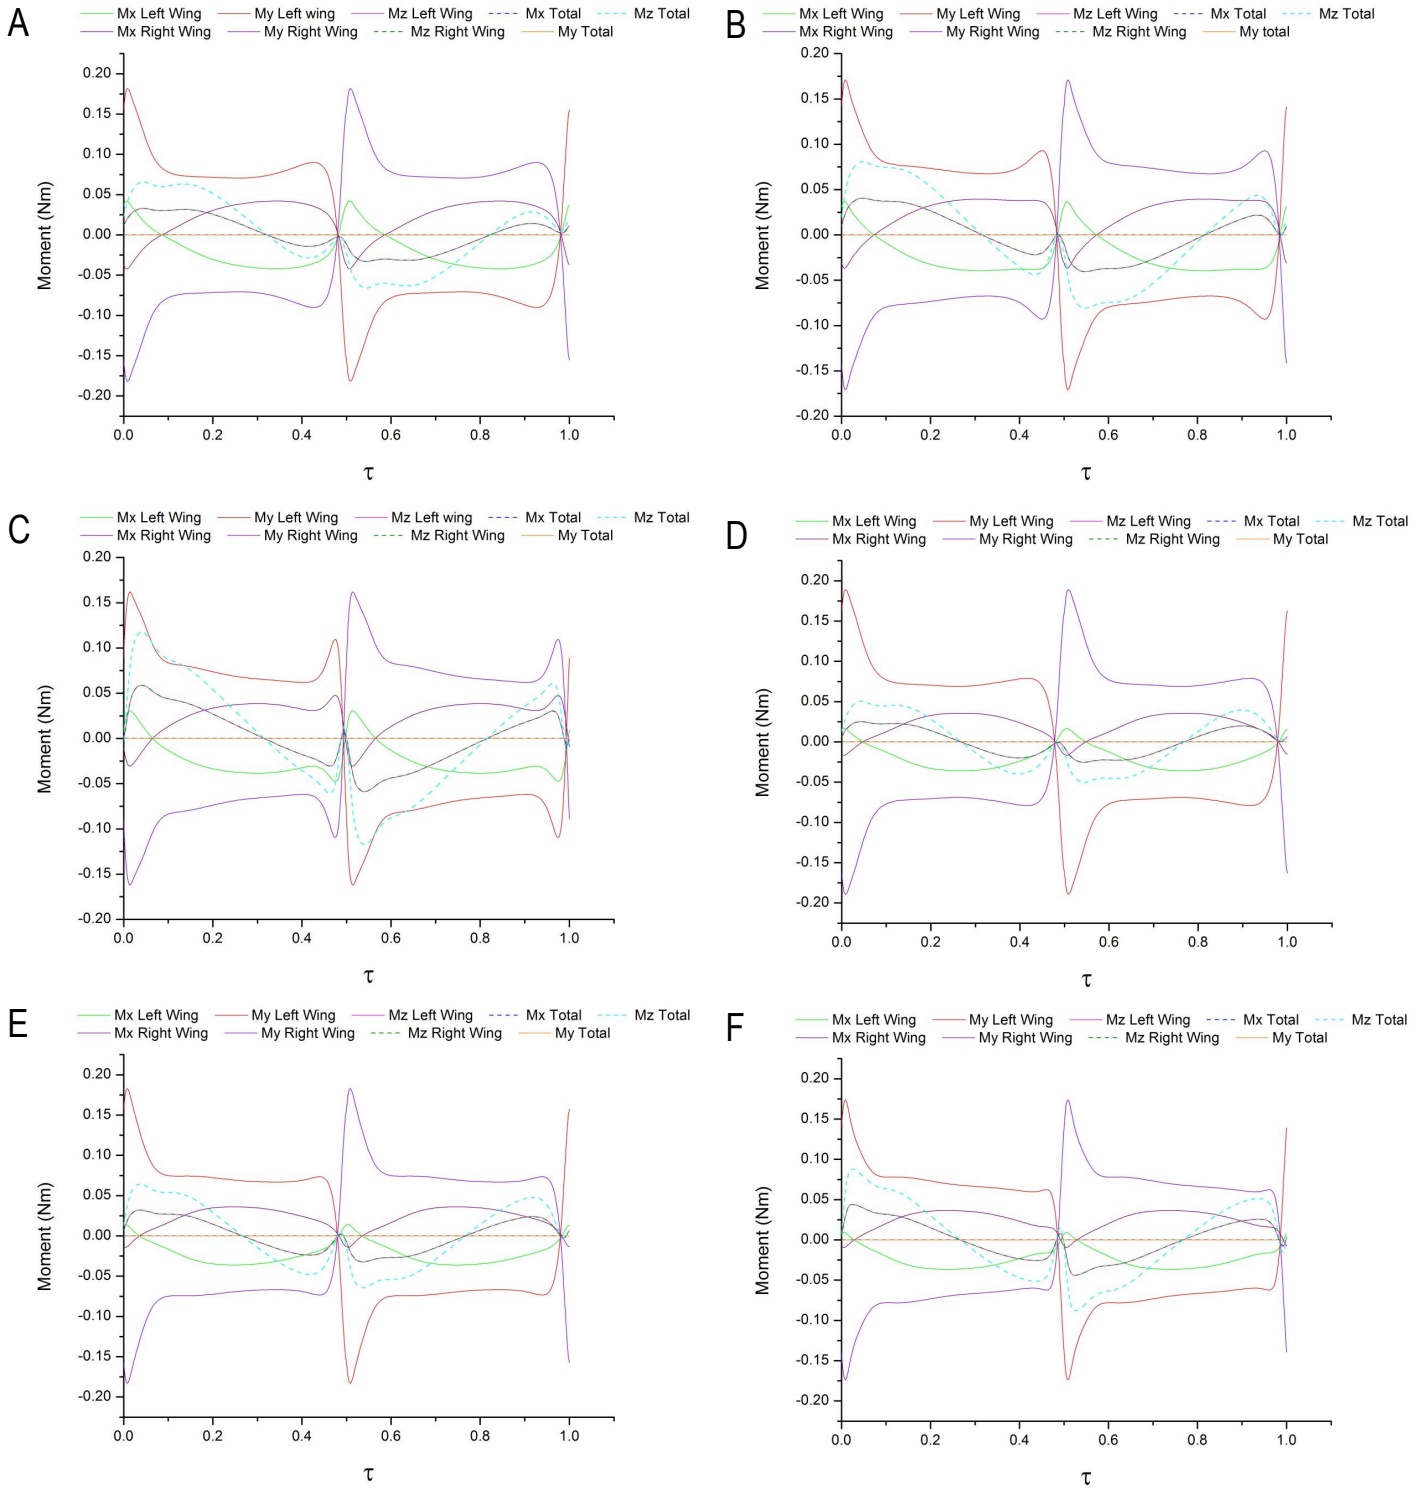 A
Mx Left Wing My Left wing Mz Left Wing Mx Total Mz Total
Mx Right Wing My Right Wing Mz Right Wing My Total
0.20
0.15
0.10
0.05
0.00
-0.05
-0.10
-0.15
-0.20
Moment (Nm)
0.0 0.2 0.4 0.6 0.8 1.0
τ
B
Mx Left Wing My Left Wing Mz Left Wing Mx Total Mz Total
Mx Right Wing My Right Wing Mz Right Wing My total
0.20
0.15
0.10
0.05
0.00
-0.05
-0.10
-0.15
-0.20
Moment (Nm)
0.0 0.2 0.4 0.6 0.8 1.0
τ
C
Mx Left Wing My Left Wing Mz Left wing Mx Total Mz Total
Mx Right Wing My Right Wing Mz Right Wing My Total
0.20
0.15
0.10
0.05
0.00
-0.05
-0.10
-0.15
-0.20
Moment (Nm)
0.0 0.2 0.4 0.6 0.8 1.0
τ
D
Mx Left Wing My Left Wing Mz Left Wing Mx Total Mz Total
Mx Right Wing My Right Wing Mz Right Wing My Total
0.20
0.15
0.10
0.05
0.00
-0.05
-0.10
-0.15
-0.20
Moment (Nm)
0.0 0.2 0.4 0.6 0.8 1.0
τ
E
Mx Left Wing My Left Wing Mz Left Wing Mx Total Mz Total
Mx Right Wing My Right Wing Mz Right Wing My Total
0.20
0.15
0.10
0.05
0.00
-0.05
-0.10
-0.15
-0.20
Moment (Nm)
0.0 0.2 0.4 0.6 0.8 1.0
τ
F
Mx Left Wing My Left Wing Mz Left Wing Mx Total Mz Total
Mx Right Wing My Right Wing Mz Right Wing My Total
0.20
0.15
0.10
0.05
0.00
-0.05
-0.10
-0.15
-0.20
Moment (Nm)
0.0 0.2 0.4 0.6 0.8 1.0
τ